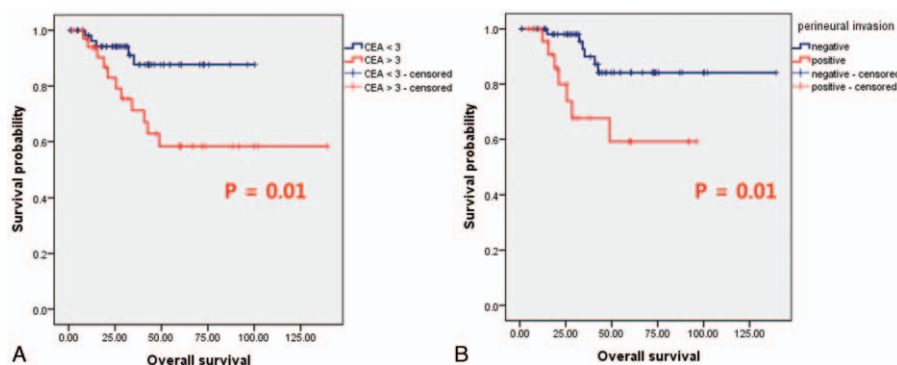 CEA < 3
CEA > 3
CEA < 3 - censored
CEA > 3 - censored
Survival probability
1.0
0.8
0.6
0.4
0.2
0.0
P = 0.01
0.00 25.00 50.00 75.00 100.00 125.00
Overall survival
A
perineural invasion
negative
positive
negative - censored
positive - censored
Survival probability
1.0
0.8
0.6
0.4
0.2
0.0
P = 0.01
0.00 25.00 50.00 75.00 100.00 125.00
Overall survival
B